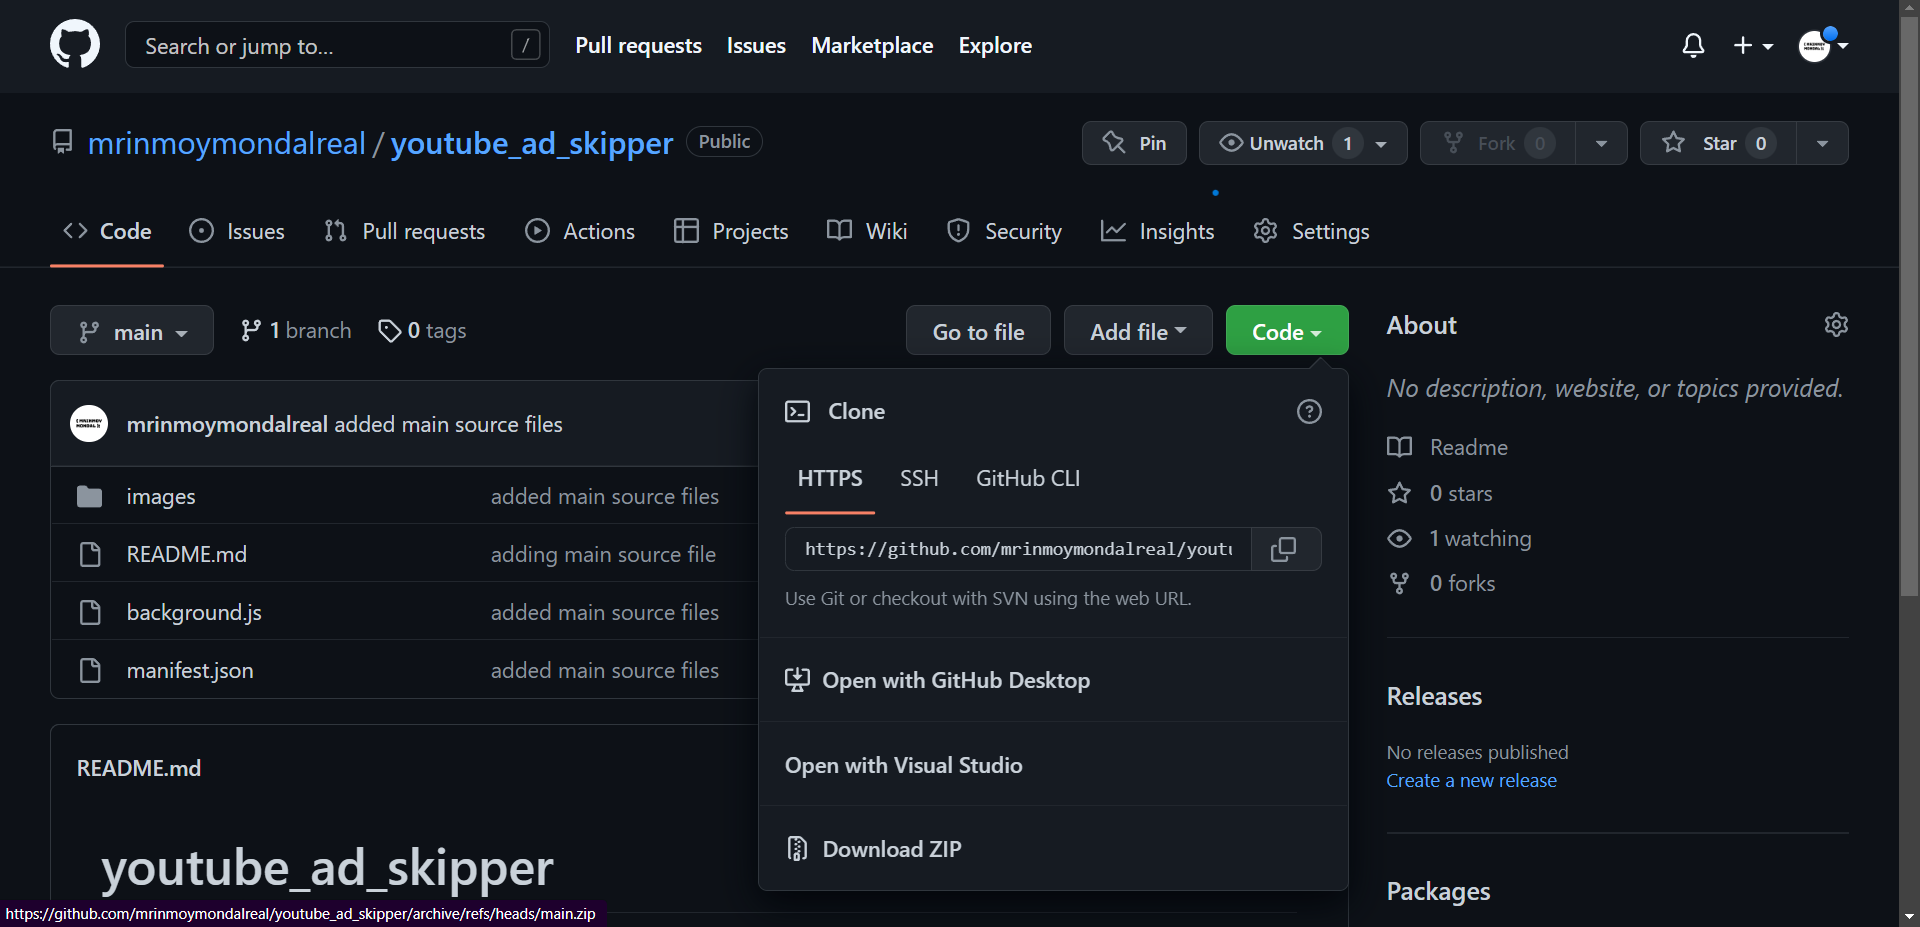 Search or jump to... /
Pull requests Issues Marketplace Explore
mrinmoymondalreal / youtube_ad_skipper Public
Pin Unwatch 1 Fork 0 Star 0
Code Issues Pull requests Actions Projects Wiki Security Insights Settings
main 1 branch 0 tags
Go to file Add file Code
mrinmoymondalreal added main source files
images added main source files
README.md adding main source file
background.js added main source files
manifest.json added main source files
README.md
youtube_ad_skipper
Clone
HTTPS SSH GitHub CLI
https://github.com/mrinmoymondalreal/youtu
Use Git or checkout with SVN using the web URL.
Open with GitHub Desktop
Open with Visual Studio
Download ZIP
About
No description, website, or topics provided.
Readme
0 stars
1 watching
0 forks
Releases
No releases published
Create a new release
Packages
https://github.com/mrinmoymondalreal/youtube_ad_skipper/archive/refs/heads/main.zip